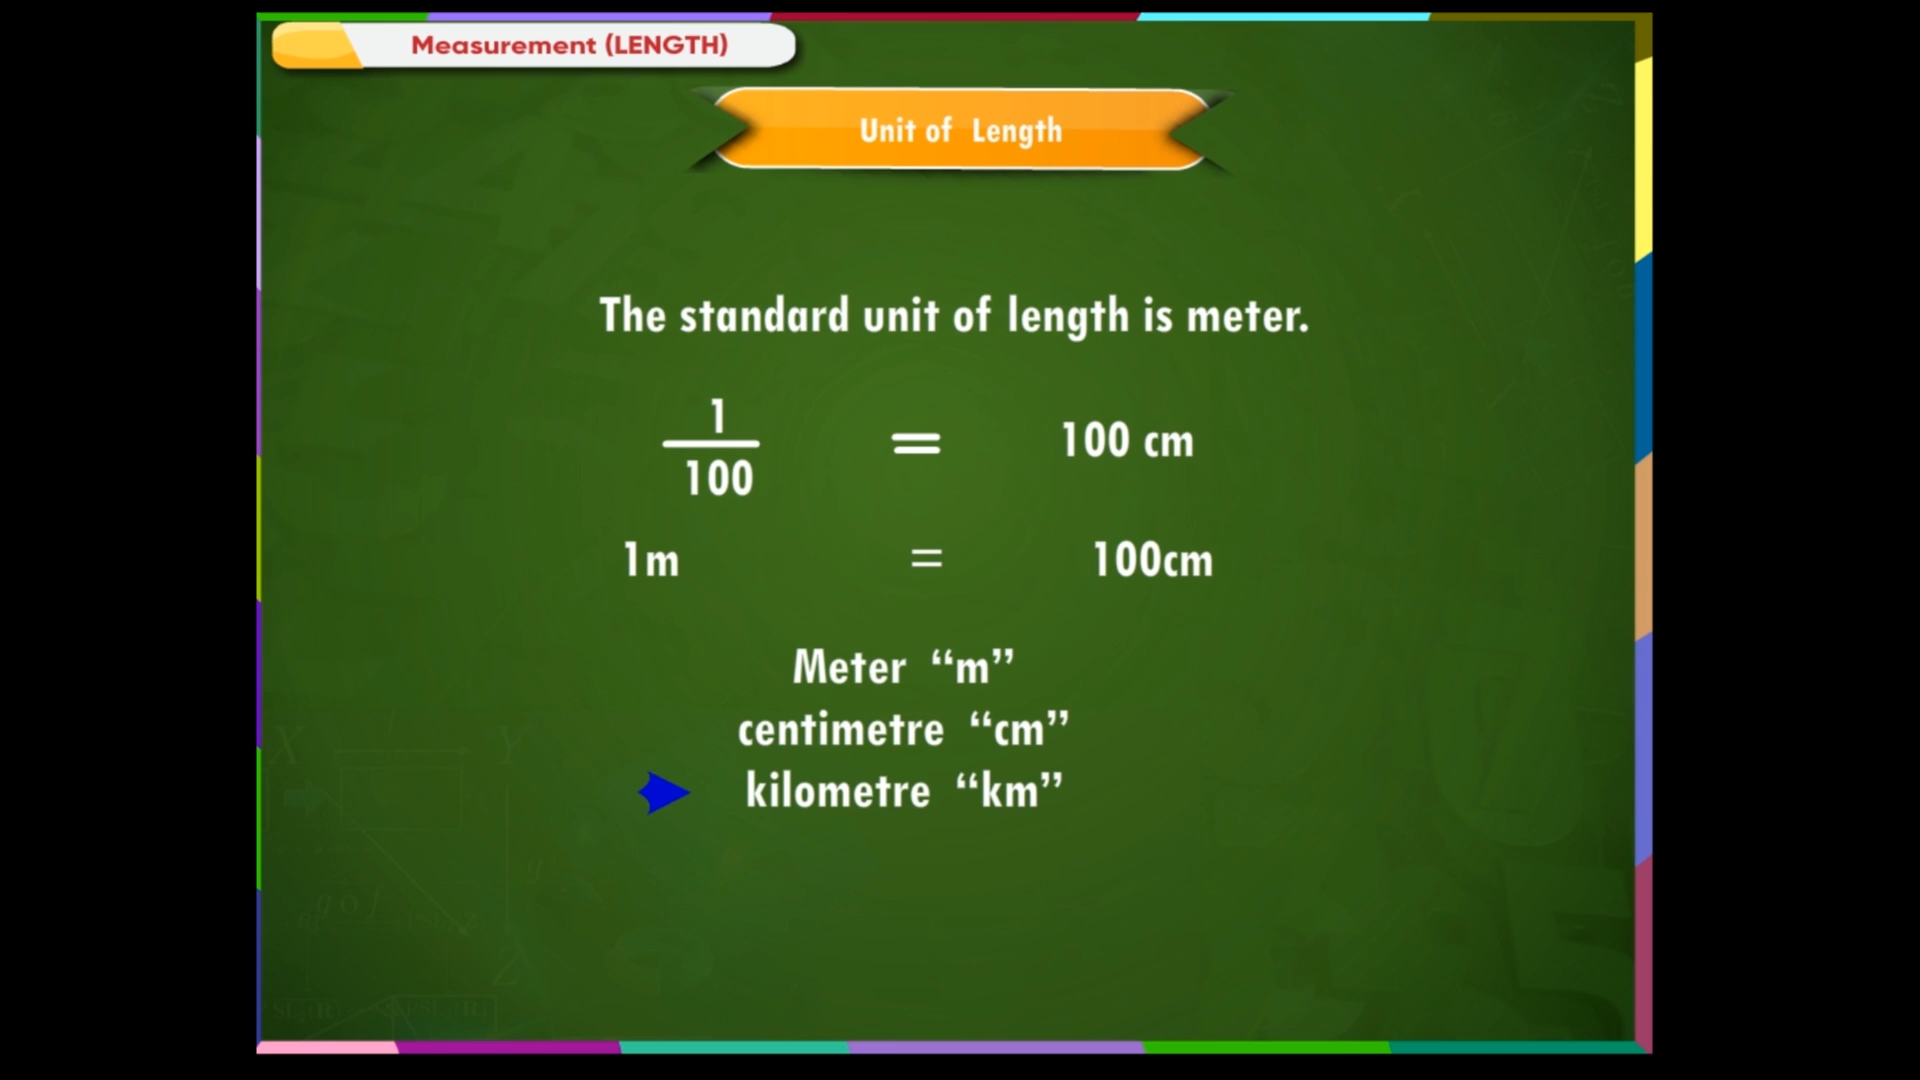 Measurement (LENGTH)
Unit of Length
The standard unit of length is meter.
1
100
= 100 cm
1m = 100cm
Meter “m”
centimetre “cm”
kilometre “km”